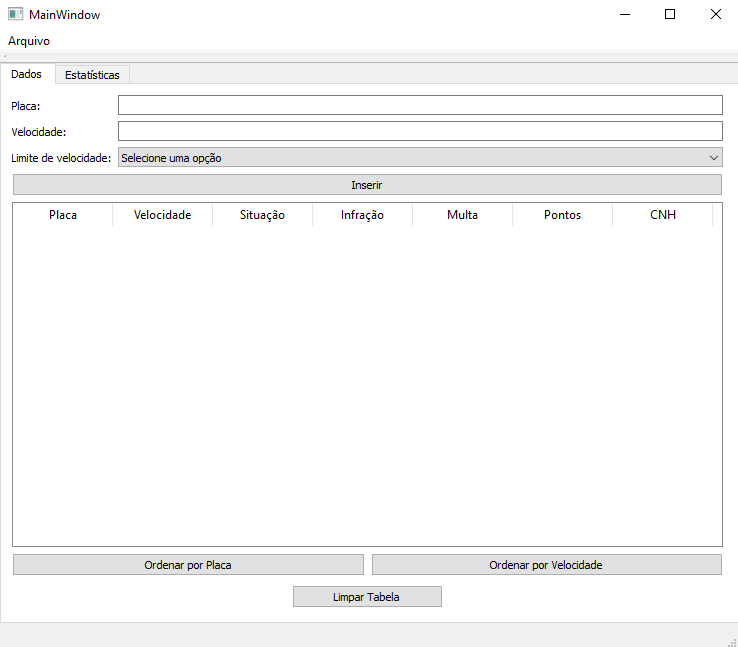 MainWindow
Arquivo
Dados Estatísticas
Placa:
Velocidade:
Limite de velocidade: Selecione uma opção
Inserir
Placa Velocidade Situação Infração Multa Pontos CNH
Ordenar por Placa Ordenar por Velocidade
Limpar Tabela